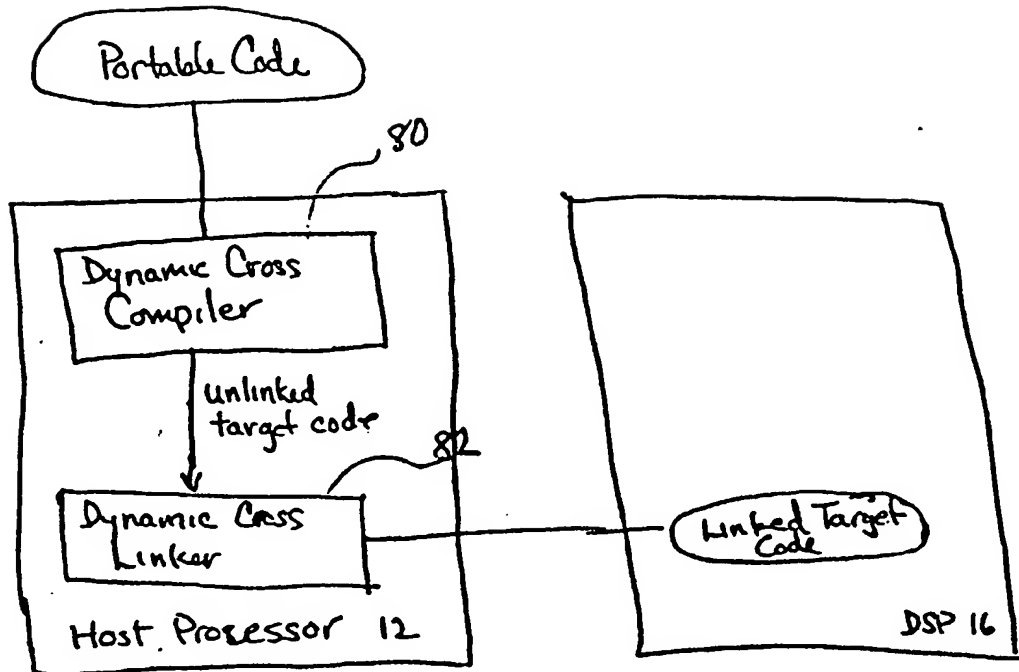 Portable Code
80
Dynamic Cross
Compiler
unlinked
target code
82
Dynamic Cross
Linker
Linked Target
Code
Host Processor 12
DSP 16